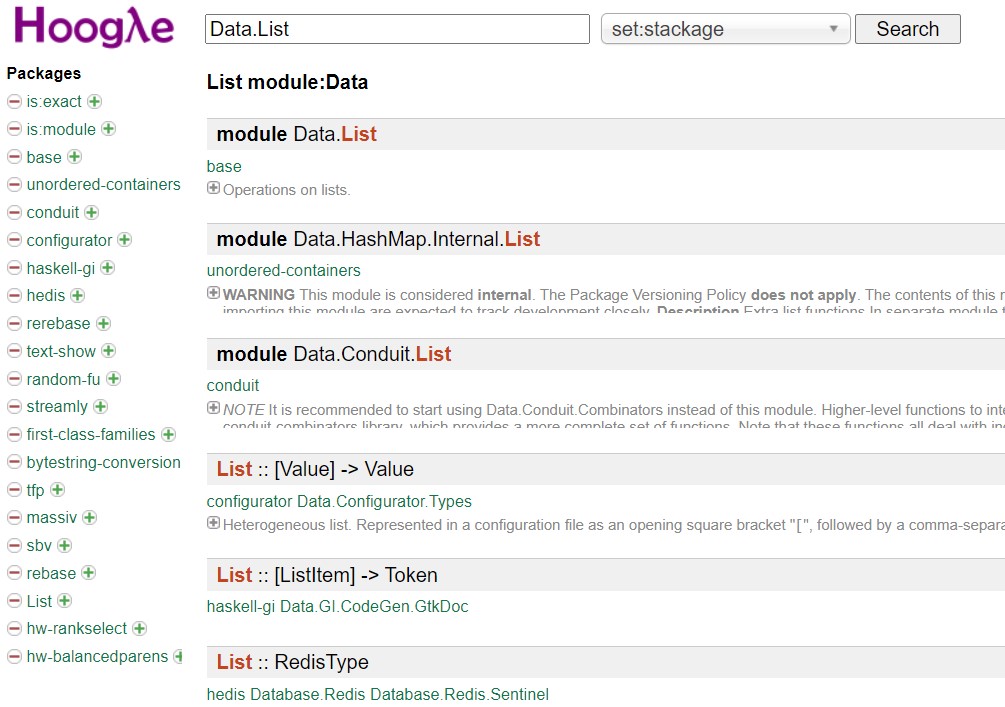 Hoogλe
Data.List
set:stackage
Search
Packages
is:exact
is:module
base
unordered-containers
conduit
configurator
haskell-gi
hedis
rerebase
text-show
random-fu
streamly
first-class-families
bytestring-conversion
tfp
massiv
sbv
rebase
List
hw-rankselect
hw-balancedparens
List module:Data
module Data.List
base
Operations on lists.
module Data.HashMap.Internal.List
unordered-containers
WARNING This module is considered internal. The Package Versioning Policy does not apply. The contents of this
importing this module are expected to track development closely. Description Extra list functions In separate module
module Data.Conduit.List
conduit
NOTE It is recommended to start using Data.Conduit.Combinators instead of this module. Higher-level functions to
conduit-combinators library, which provides a more complete set of functions. Note that these functions all deal with
List :: [Value] -> Value
configurator Data.Configurator.Types
Heterogeneous list. Represented in a configuration file as an opening square bracket "[", followed by a comma-separa
List :: [ListItem] -> Token
haskell-gi Data.GI.CodeGen.GtkDoc
List :: RedisType
hedis Database.Redis Database.Redis.Sentinel